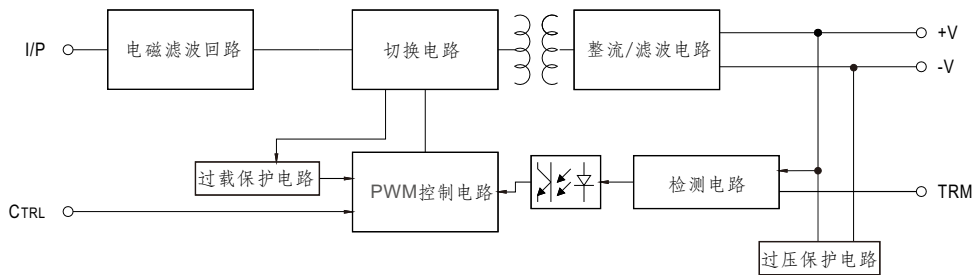 I/P
电磁滤波回路
切换电路
整流/滤波电路
+V
-V
过载保护电路
PWM控制电路
检测电路
TRM
CTRL
过压保护电路